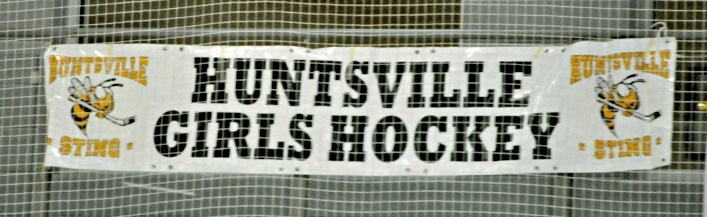 HUNTSVILLE
- STING -
HUNTSVILLE
GIRLS HOCKEY
HUNTSVILLE
- STING -